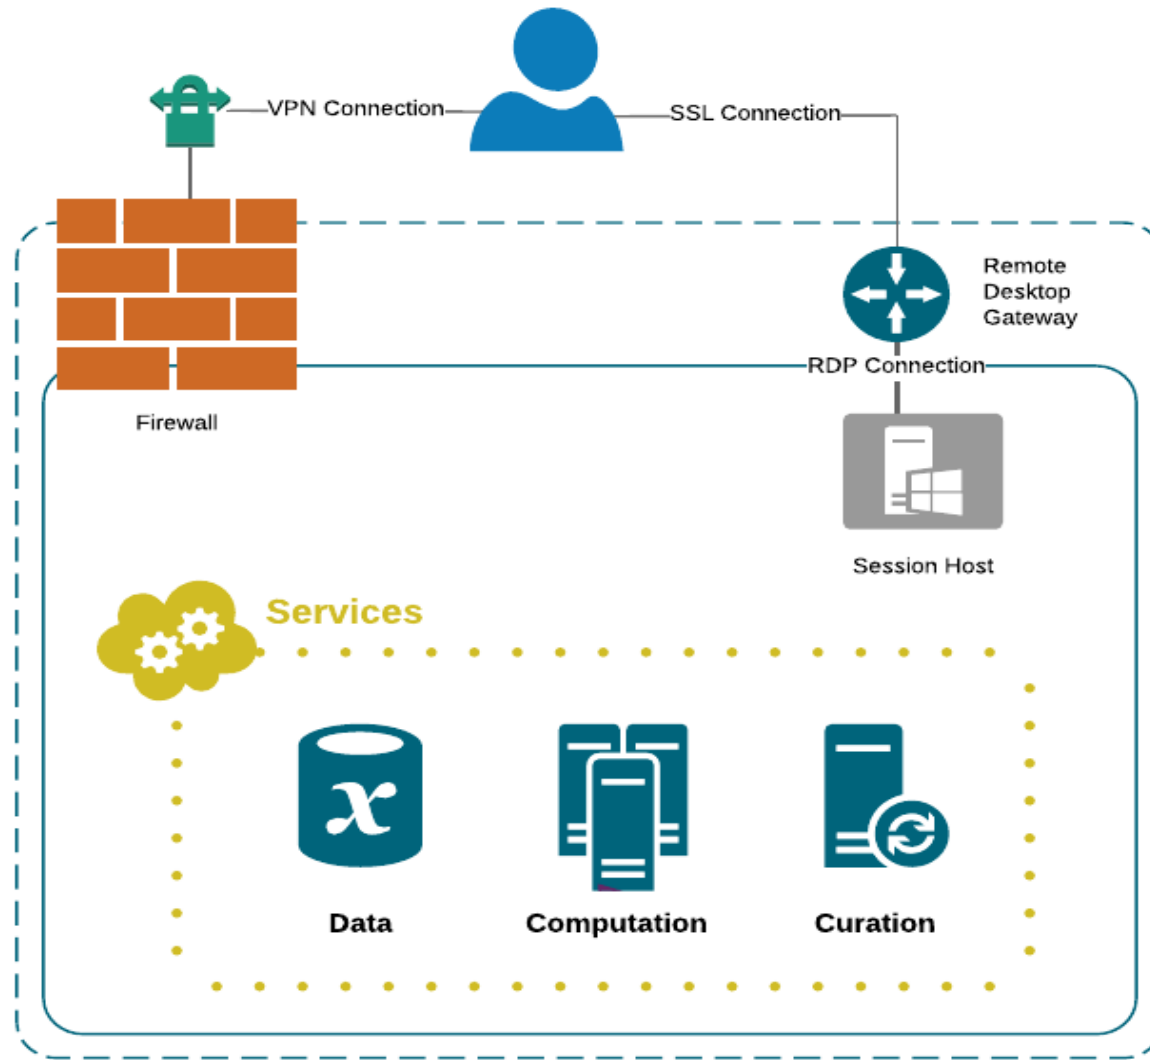 VPN Connection
SSL Connection
Remote
Desktop
Gateway
RDP Connection
Firewall
Session Host
Services
x
Data
Computation
Curation